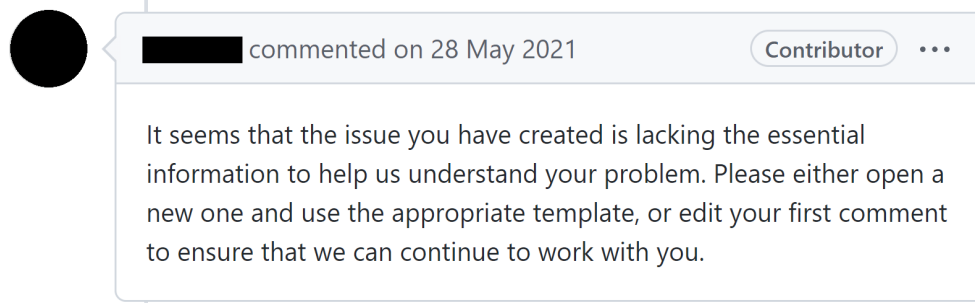 commented on 28 May 2021 Contributor
It seems that the issue you have created is lacking the essential
information to help us understand your problem. Please either open a
new one and use the appropriate template, or edit your first comment
to ensure that we can continue to work with you.